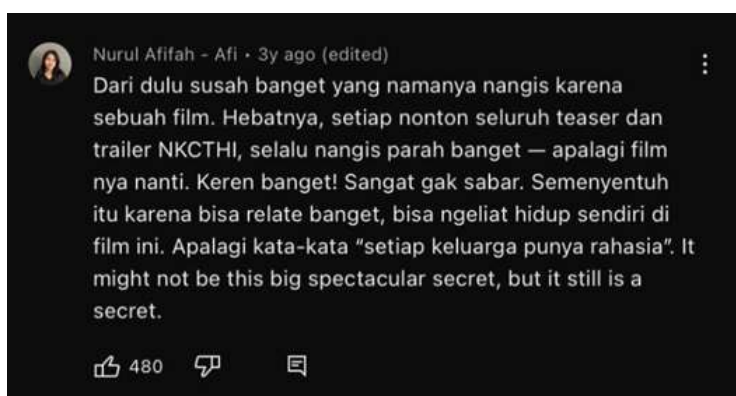 Nurul Afifah - Afi • 3y ago (edited)
Dari dulu susah banget yang namanya nangis karena
sebuah film. Hebatnya, setiap nonton seluruh teaser dan
trailer NKCTHI, selalu nangis parah banget — apalagi film
nya nanti. Keren banget! Sangat gak sabar. Semenyentuh
itu karena bisa relate banget, bisa ngeliat hidup sendiri di
film ini. Apalagi kata-kata “setiap keluarga punya rahasia”. It
might not be this big spectacular secret, but it still is a
secret.
480